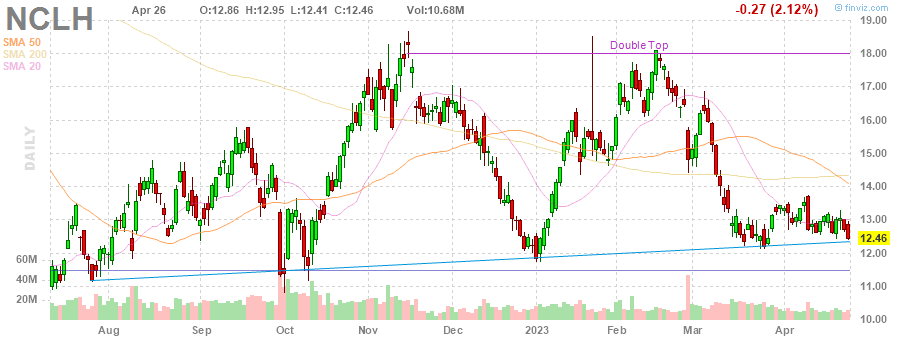 NCLH Apr 26 O:12.86 H:12.95 L:12.41 C:12.46 Vol:10.68M -0.27 (2.12%) © finviz.com
SMA 50
SMA 200
SMA 20
Double Top
DAILY
19.00
18.00
17.00
16.00
15.00
14.00
13.00
12.46
12.00
11.00
10.00
60M
40M
20M
Aug Sep Oct Nov Dec 2023 Feb Mar Apr